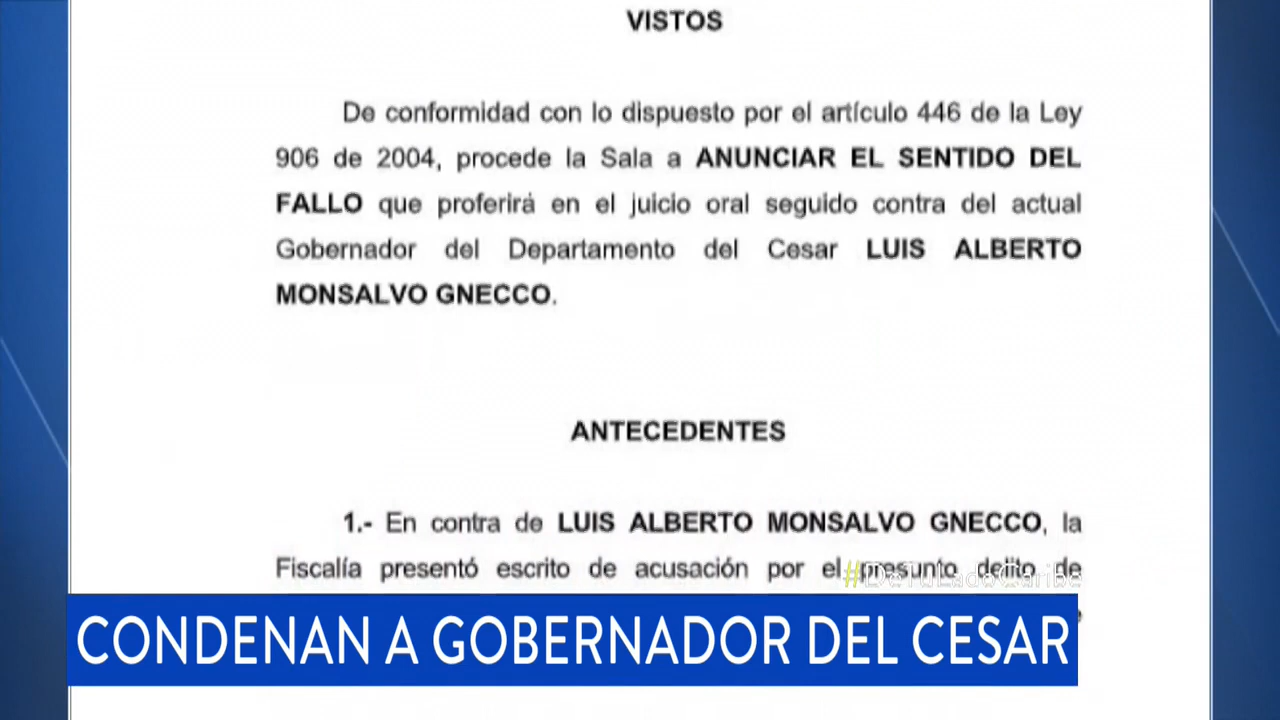 VISTOS
De conformidad con lo dispuesto por el artículo 446 de la Ley
906 de 2004, procede la Sala a ANUNCIAR EL SENTIDO DEL
FALLO que proferirá en el juicio oral seguido contra del actual
Gobernador del Departamento del Cesar LUIS ALBERTO
MONSALVO GNECCO.
ANTECEDENTES
1.- En contra de LUIS ALBERTO MONSALVO GNECCO, la
Fiscalía presentó escrito de acusación por el presunto delito de
#DeTuLadoCaribe
CONDENAN A GOBERNADOR DEL CESAR